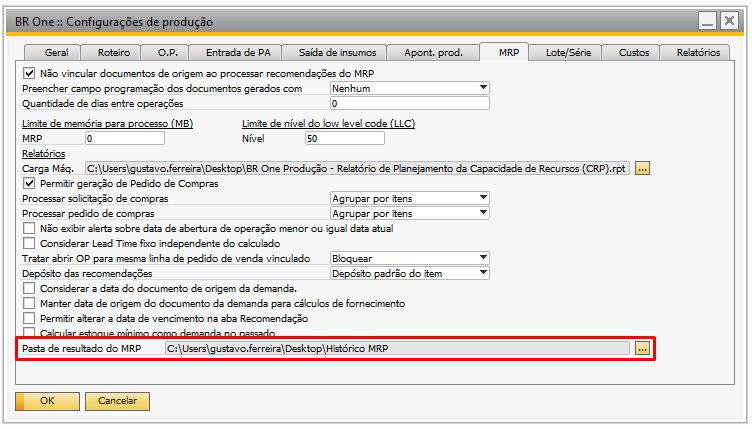 BR One :: Configurações de produção
Geral Roteiro O.P. Entrada de PA Saída de insumos Apont. prod. MRP Lote/Série Custos Relatórios
Não vincular documentos de origem ao processar recomendações do MRP
Preencher campo programação dos documentos gerados com Nenhum
Quantidade de dias entre operações 0
Limite de memória para processo (MB) Limite de nível do low level code (LLC)
MRP 0 Nível 50
Relatórios
Carga Máq. C:\Users\gustavo.ferreira\Desktop\BR One Produção - Relatório de Planejamento da Capacidade de Recursos (CRP).rpt ...
Permitir geração de Pedido de Compras
Processar solicitação de compras Agrupar por itens
Processar pedido de compras Agrupar por itens
Não exibir alerta sobre data de abertura de operação menor ou igual data atual
Considerar Lead Time fixo independente do calculado
Tratar abrir OP para mesma linha de pedido de venda vinculado Bloquear
Depósito das recomendações Depósito padrão do item
Considerar a data do documento de origem da demanda.
Manter data de origem do documento da demanda para cálculos de fornecimento
Permitir alterar a data de vencimento na aba Recomendação
Calcular estoque mínimo como demanda no passado
Pasta de resultado do MRP C:\Users\gustavo.ferreira\Desktop\Histórico MRP ...
OK Cancelar